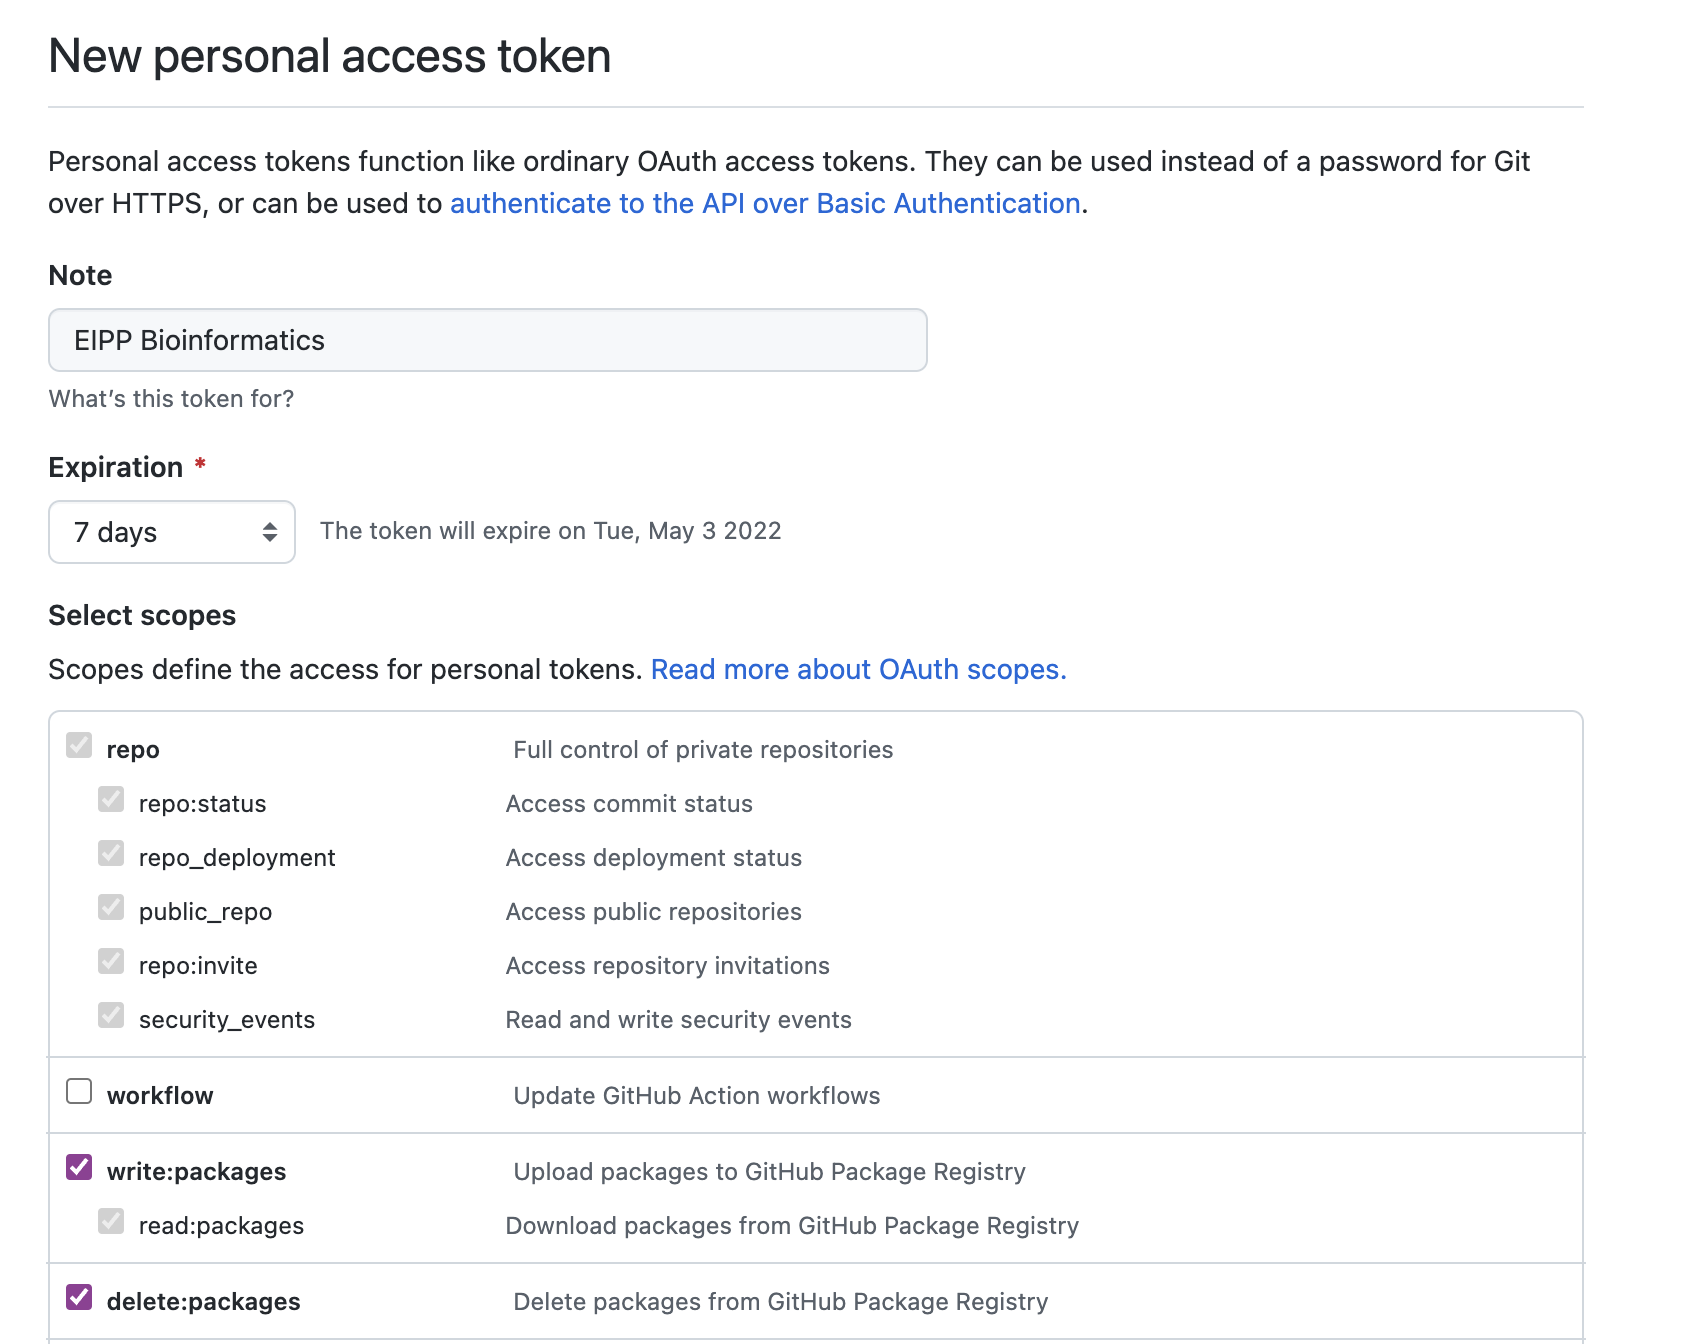 New personal access token
Personal access tokens function like ordinary OAuth access tokens. They can be used instead of a password for Git
over HTTPS, or can be used to authenticate to the API over Basic Authentication.
Note
EIPP Bioinformatics
What's this token for?
Expiration *
7 days The token will expire on Tue, May 3 2022
Select scopes
Scopes define the access for personal tokens. Read more about OAuth scopes.
repo Full control of private repositories
repo:status Access commit status
repo_deployment Access deployment status
public_repo Access public repositories
repo:invite Access repository invitations
security_events Read and write security events
workflow Update GitHub Action workflows
write:packages Upload packages to GitHub Package Registry
read:packages Download packages from GitHub Package Registry
delete:packages Delete packages from GitHub Package Registry